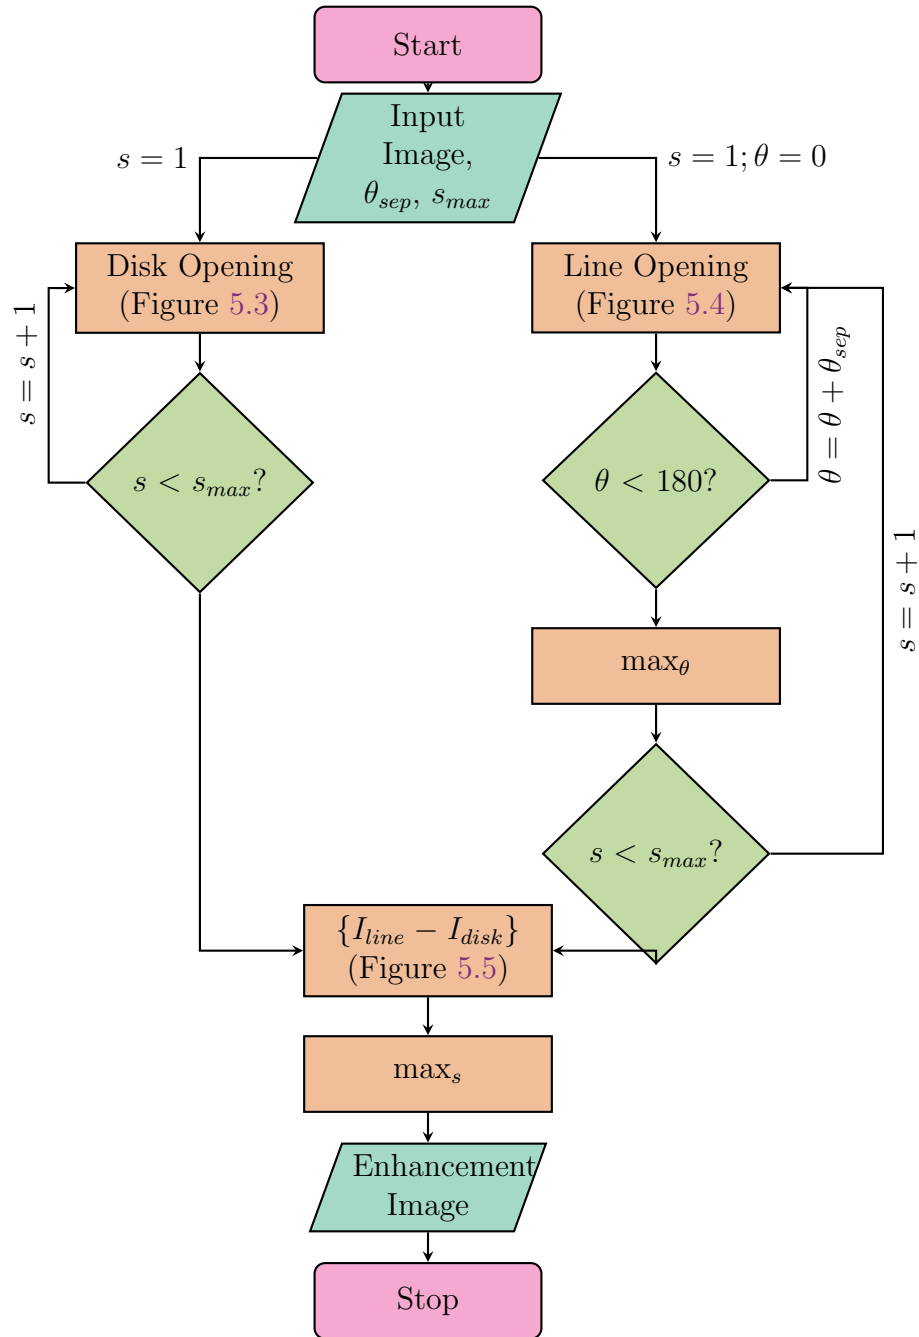 Start
Input
Image,
θ_sep, s_max
s = 1
s = 1; θ = 0
Disk Opening
(Figure 5.3)
Line Opening
(Figure 5.4)
s = s + 1
θ = θ + θ_sep
s < s_max?
θ < 180?
s = s + 1
max_θ
s < s_max?
{I_line − I_disk}
(Figure 5.5)
max_s
Enhancement
Image
Stop